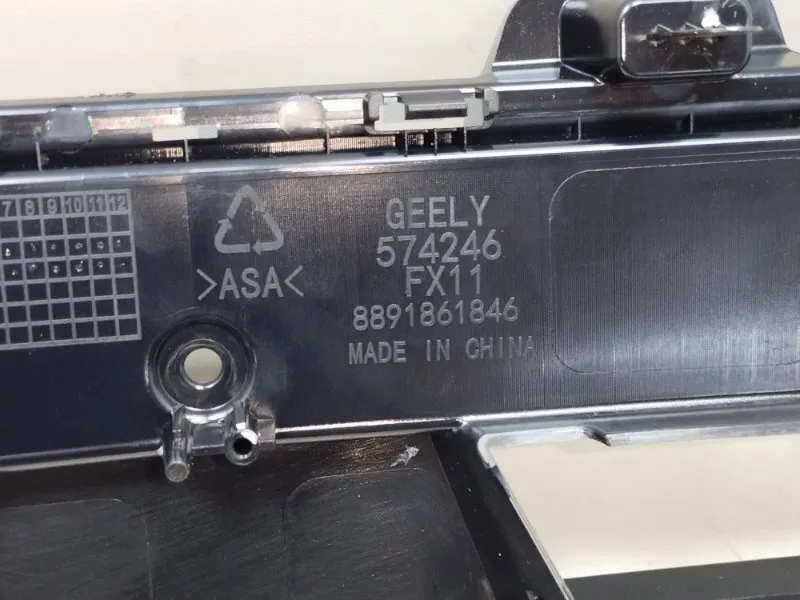 7 8 9 10 11 12
>ASA<
GEELY
574246
FX11
8891861846
MADE IN CHINA